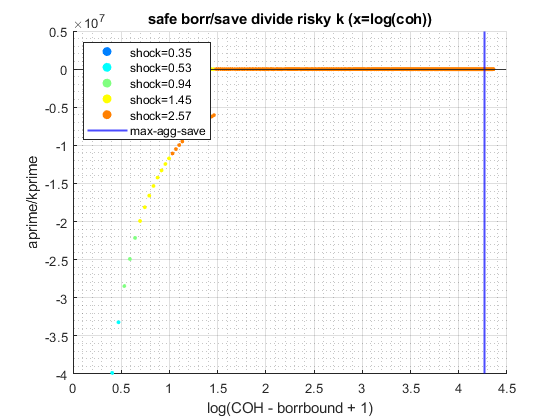 safe borr/save divide risky k (x=log(coh))
×10⁷
0.5
0
-0.5
-1
-1.5
-2
-2.5
-3
-3.5
-4
aprime/kprime
shock=0.35
shock=0.53
shock=0.94
shock=1.45
shock=2.57
max-agg-save
0 0.5 1 1.5 2 2.5 3 3.5 4 4.5
log(COH - borrbound + 1)